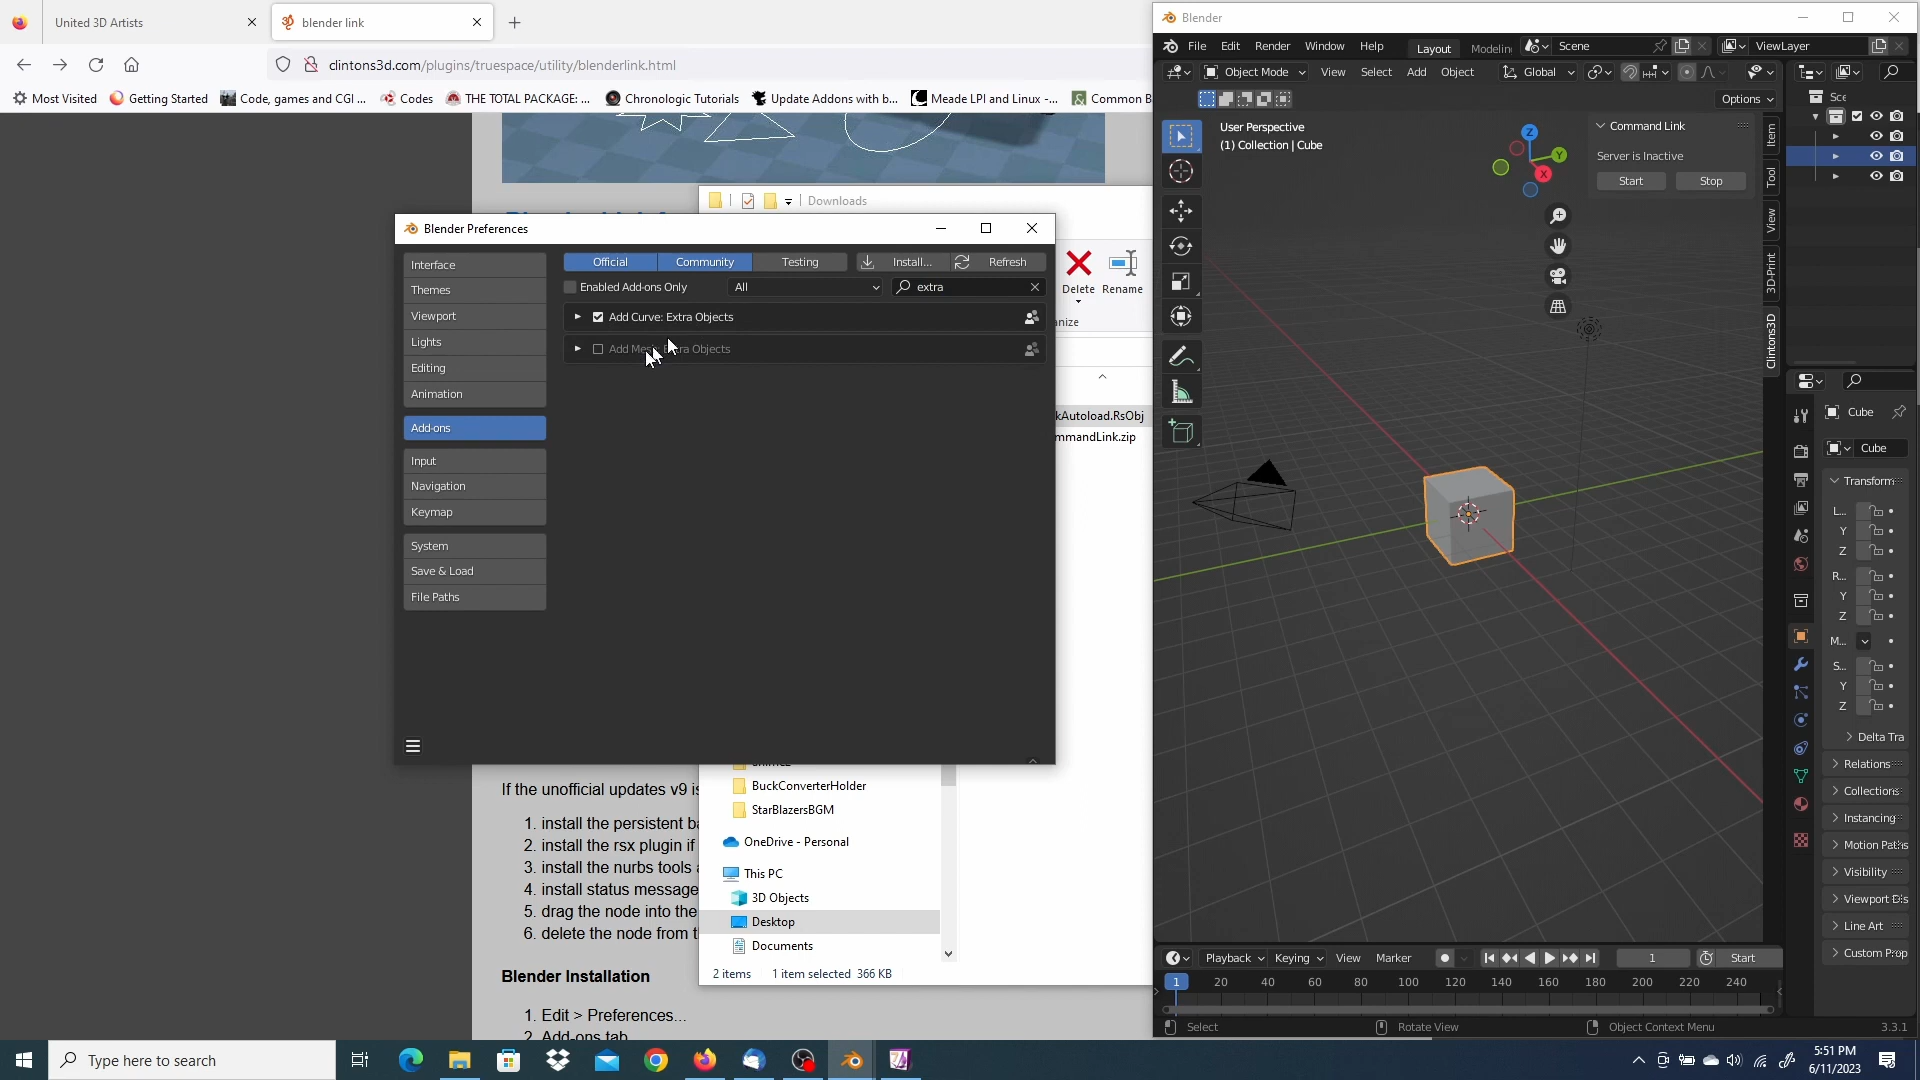 United 3D Artists
blender link
clintons3d.com/plugins/truespace/utility/blenderlink.html
Most Visited
Getting Started
Code, games and CGI ...
Codes
THE TOTAL PACKAGE: ...
Chronologic Tutorials
Update Addons with b...
Meade LPI and Linux -...
Common B
Downloads
Delete
Rename
anize
kAutoload.RsObj
mmandLink.zip
Blender Preferences
Interface
Themes
Viewport
Lights
Editing
Animation
Add-ons
Input
Navigation
Keymap
System
Save & Load
File Paths
Official
Community
Testing
Install...
Refresh
Enabled Add-ons Only
All
extra
Add Curve: Extra Objects
Add Mesh: Extra Objects
If the unofficial updates v9 is
1. install the persistent ba
2. install the rsx plugin if
3. install the nurbs tools a
4. install status message
5. drag the node into the
6. delete the node from t
Blender Installation
1. Edit > Preferences...
2. Add-ons tab
BuckConverterHolder
StarBlazersBGM
OneDrive - Personal
This PC
3D Objects
Desktop
Documents
2 items
1 item selected 366 KB
Blender
File
Edit
Render
Window
Help
Layout
Modelin
Scene
ViewLayer
Object Mode
View
Select
Add
Object
Global
Options
User Perspective
(1) Collection | Cube
Z
Y
X
Command Link
Server is Inactive
Start
Stop
Item
Tool
View
3D-Print
Clintons3D
Sce
Cube
Cube
Transform
L...
Y
Z
R...
Y
Z
M...
S...
Y
Z
Delta Tra
Relations
Collections
Instancing
Motion Paths
Visibility
Viewport Dis
Line Art
Custom Prop
Playback
Keying
View
Marker
1
Start
1
20
40
60
80
100
120
140
160
180
200
220
240
Select
Rotate View
Object Context Menu
3.3.1
Type here to search
5:51 PM
6/11/2023